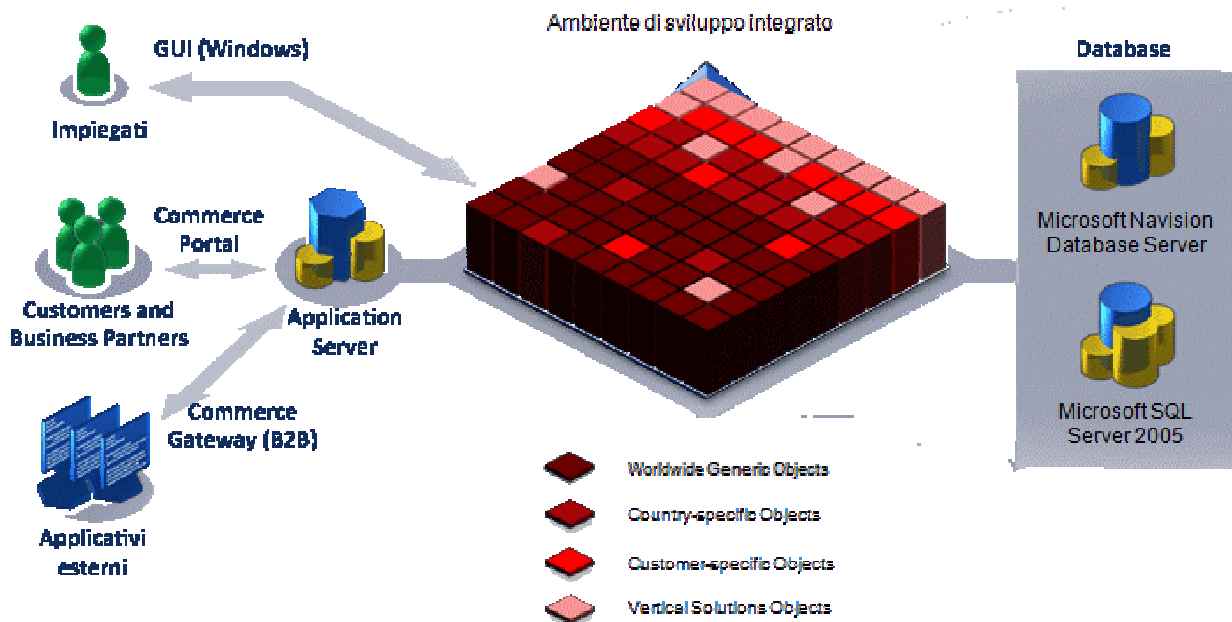 Ambiente di sviluppo integrato
GUI (Windows)
Impiegati
Commerce
Portal
Customers and
Business Partners
Application
Server
Commerce
Gateway (B2B)
Applicativi
esterni
Database
Microsoft Navision
Database Server
Microsoft SQL
Server 2005
Worldwide Generic Objects
Country-specific Objects
Customer-specific Objects
Vertical Solutions Objects